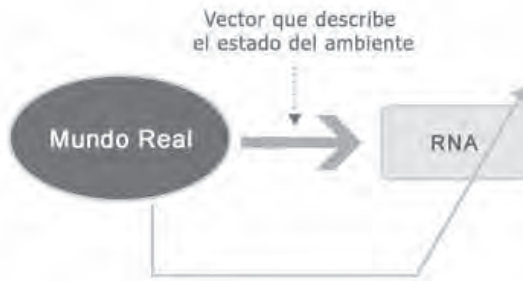 Vector que describe
el estado del ambiente
Mundo Real
RNA